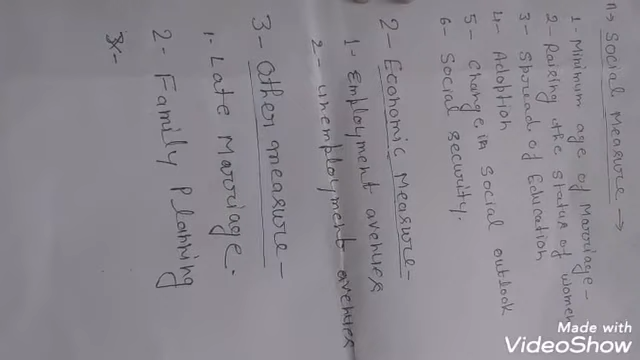 1→ Social Measure →
1- Minimum age of Marriage-
2- Raising the status of women
3- Spread of Education
4- Adoption
5- Change in Social outlook
6- Social security.
2- Economic Measure-
1- Employment avenues
2- unemployment avenues
3- Other measure-
1- Late Marriage.
2- Family Planning
3-
Made with
VideoShow